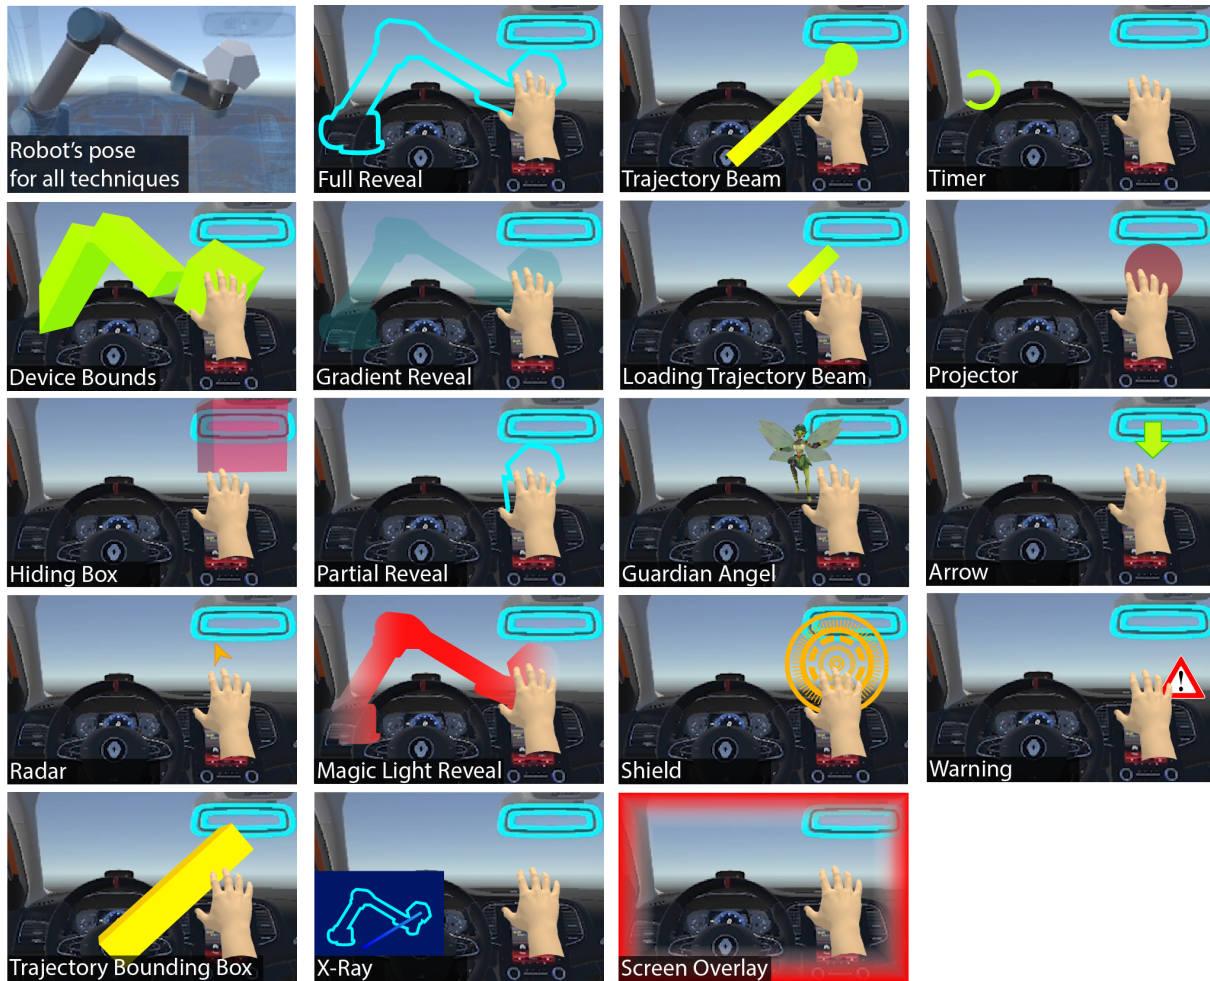 Robot's pose
for all techniques
Full Reveal
Trajectory Beam
Timer
Device Bounds
Gradient Reveal
Loading Trajectory Beam
Projector
Hiding Box
Partial Reveal
Guardian Angel
Arrow
Radar
Magic Light Reveal
Shield
Warning
Trajectory Bounding Box
X-Ray
Screen Overlay